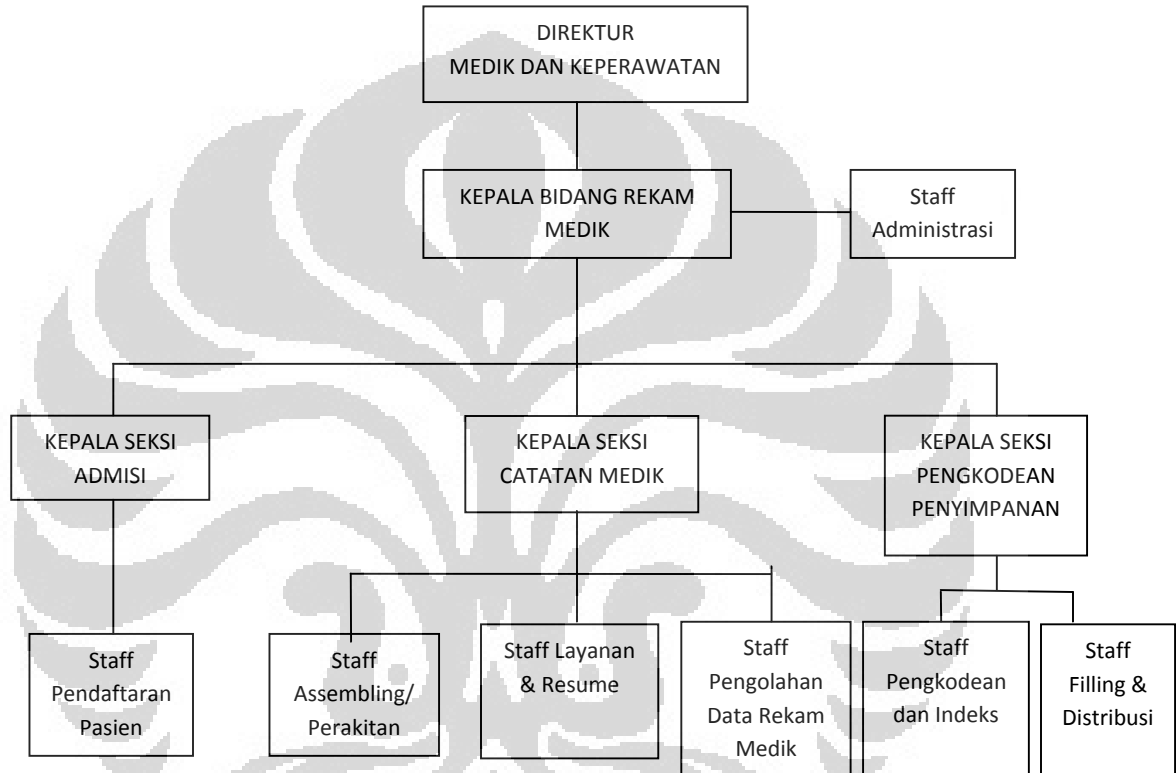 DIREKTUR
MEDIK DAN KEPERAWATAN
KEPALA BIDANG REKAM
MEDIK
Staff
Administrasi
KEPALA SEKSI
ADMISI
KEPALA SEKSI
CATATAN MEDIK
KEPALA SEKSI
PENGKODEAN
PENYIMPANAN
Staff
Pendaftaran
Pasien
Staff
Assembling/
Perakitan
Staff Layanan
& Resume
Staff
Pengolahan
Data Rekam
Medik
Staff
Pengkodean
dan Indeks
Staff
Filling &
Distribusi